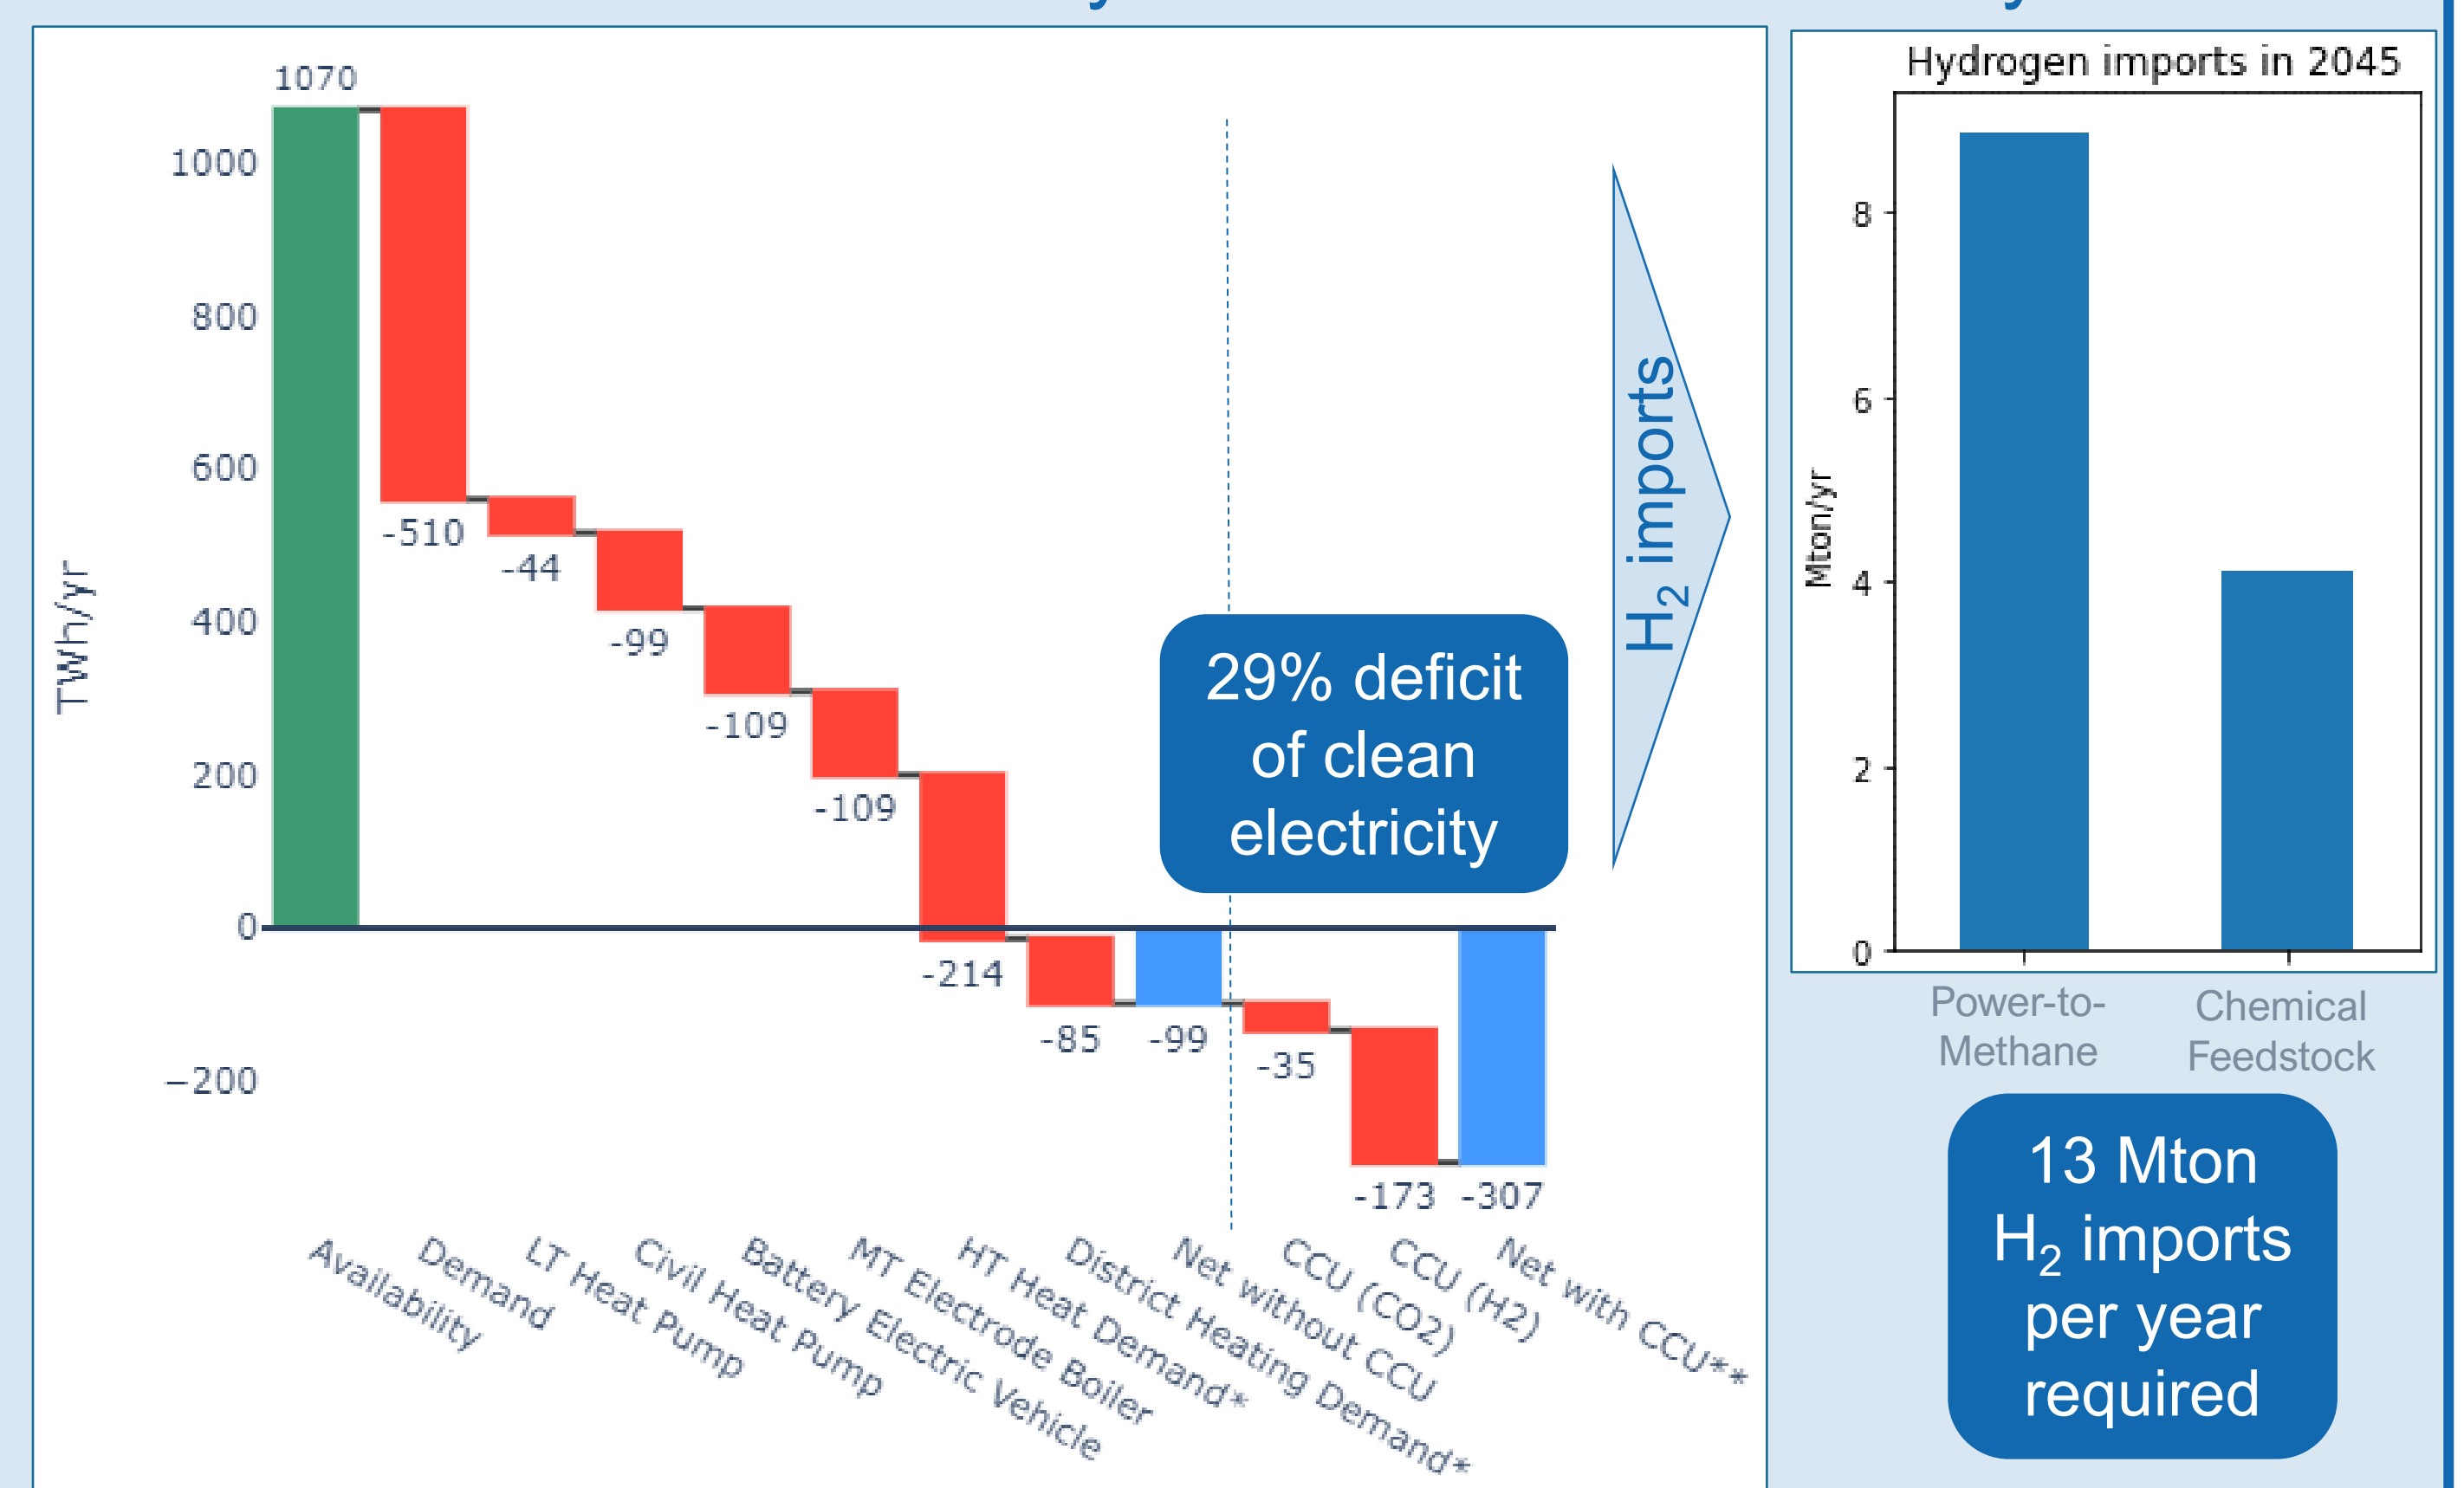 1070
1000
800
600
400
200
0
−200
TWh/yr
-510
-44
-99
-109
-109
-214
-85
-99
-35
-173
-307
Availability
Demand
LT Heat Pump
Civil Heat Pump
Battery Electric Vehicle
MT Electrode Boiler
HT Heat Demand*
District Heating Demand*
Net without CCU
CCU (CO2)
CCU (H2)
Net with CCU**
29% deficit
of clean
electricity
H₂ imports
Hydrogen imports in 2045
8
6
4
2
0
Mton/yr
Power-to-
Methane
Chemical
Feedstock
13 Mton
H₂ imports
per year
required